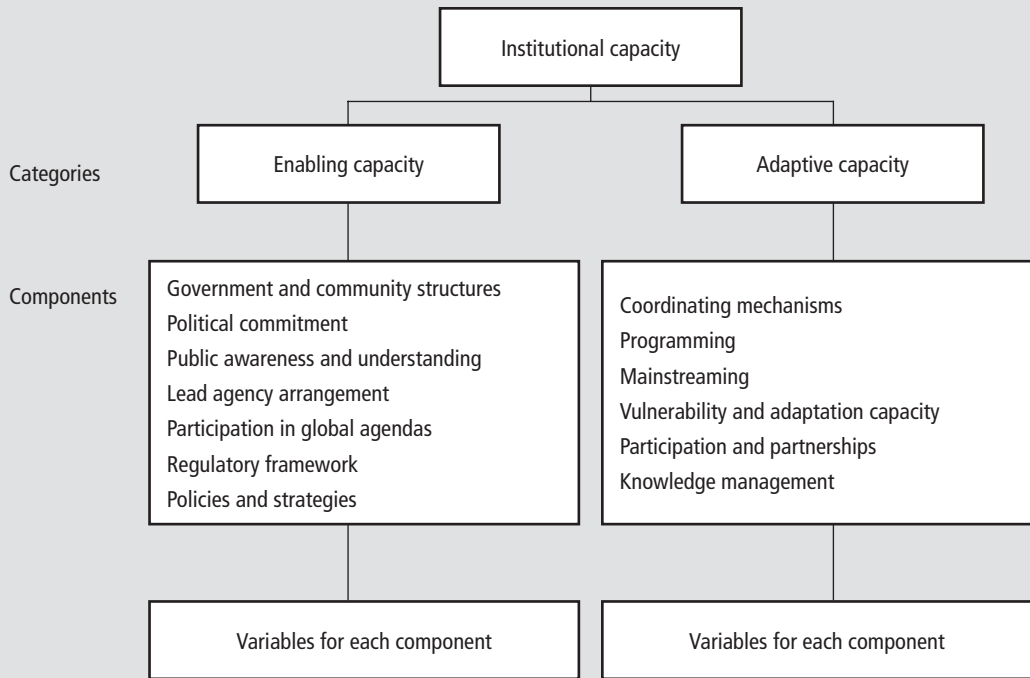 Institutional capacity
Categories
Enabling capacity
Adaptive capacity
Components
Government and community structures
Political commitment
Public awareness and understanding
Lead agency arrangement
Participation in global agendas
Regulatory framework
Policies and strategies
Coordinating mechanisms
Programming
Mainstreaming
Vulnerability and adaptation capacity
Participation and partnerships
Knowledge management
Variables for each component
Variables for each component